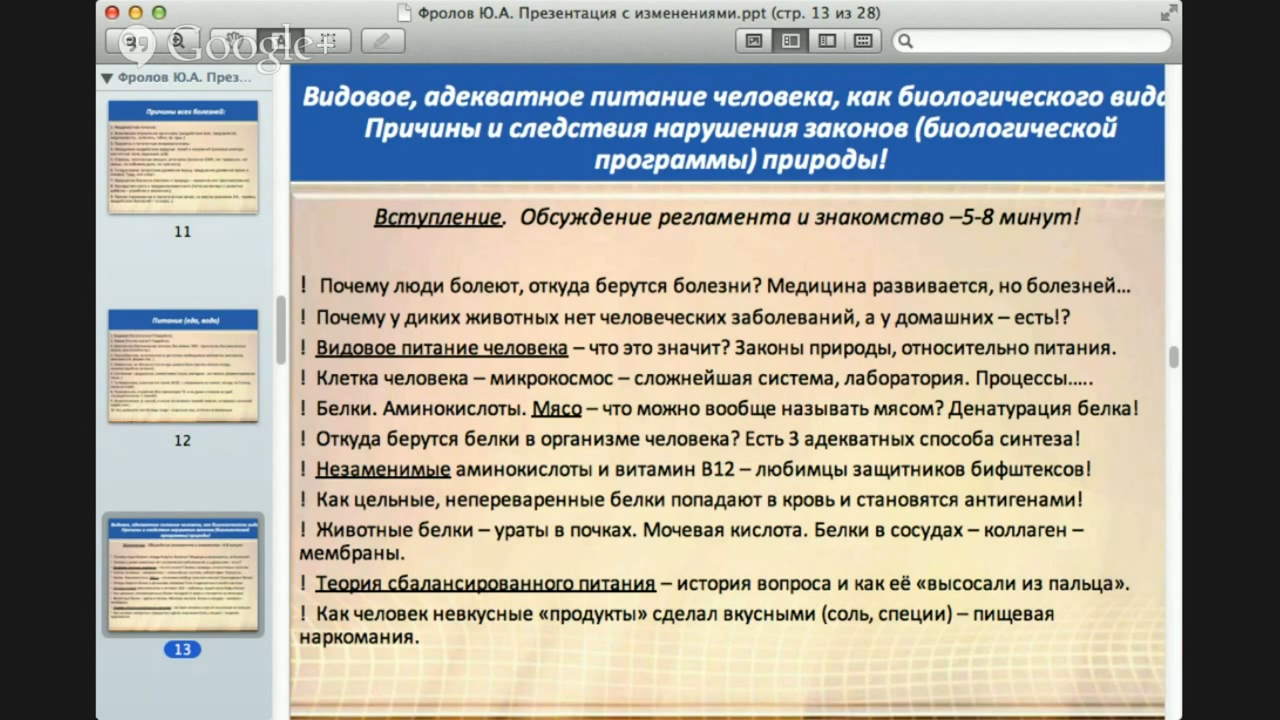 Фролов Ю.А. Презентация с изменениями.ppt (стр. 13 из 28)
Google+
Фролов Ю.А. През...
Причины всех болезней:
11
Питание (еда, вода)
12
13
Видовое, адекватное питание человека, как биологического вида
Причины и следствия нарушения законов (биологической
программы) природы!
Вступление. Обсуждение регламента и знакомство –5-8 минут!
! Почему люди болеют, откуда берутся болезни? Медицина развивается, но болезней…
! Почему у диких животных нет человеческих заболеваний, а у домашних – есть!?
! Видовое питание человека – что это значит? Законы природы, относительно питания.
! Клетка человека – микрокосмос – сложнейшая система, лаборатория. Процессы…..
! Белки. Аминокислоты. Мясо – что можно вообще называть мясом? Денатурация белка!
! Откуда берутся белки в организме человека? Есть 3 адекватных способа синтеза!
! Незаменимые аминокислоты и витамин В12 – любимцы защитников бифштексов!
! Как цельные, непереваренные белки попадают в кровь и становятся антигенами!
! Животные белки – ураты в почках. Мочевая кислота. Белки в сосудах – коллаген –
мембраны.
! Теория сбалансированного питания – история вопроса и как её «высосали из пальца».
! Как человек невкусные «продукты» сделал вкусными (соль, специи) – пищевая
наркомания.